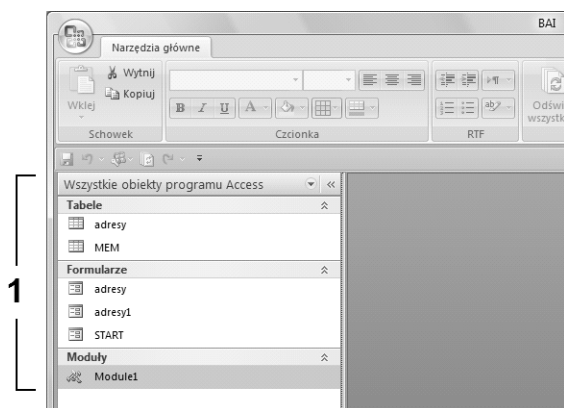 BAI
Narzędzia główne
Wytnij
Kopiuj
Wklej
B I U A
Odświ
wszystk
Schowek Czcionka RTF
Wszystkie obiekty programu Access
Tabele
adresy
MEM
Formularze
adresy
adresy1
START
Moduły
Module1
1